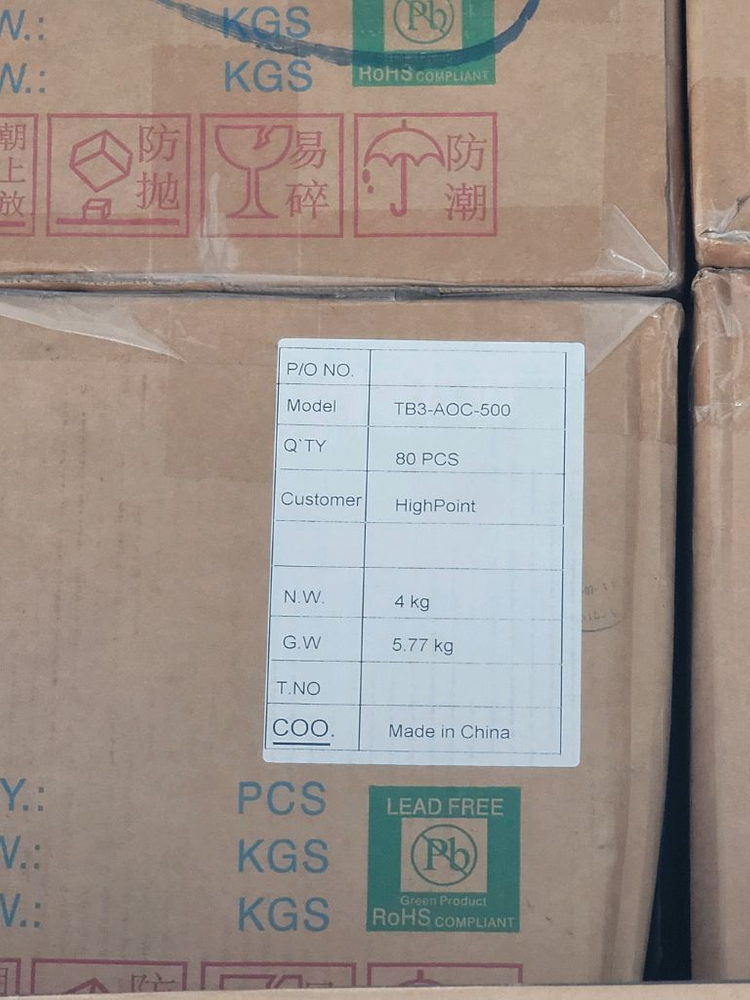 W.: KGS
W.: KGS
RoHS COMPLIANT
朝上放 防抛 易碎 防潮
P/O NO.
Model TB3-AOC-500
Q`TY 80 PCS
Customer HighPoint
N.W. 4 kg
G.W 5.77 kg
T.NO
COO. Made in China
Y.: PCS
W.: KGS
W.: KGS
LEAD FREE
Pb
Green Product
RoHS COMPLIANT
防